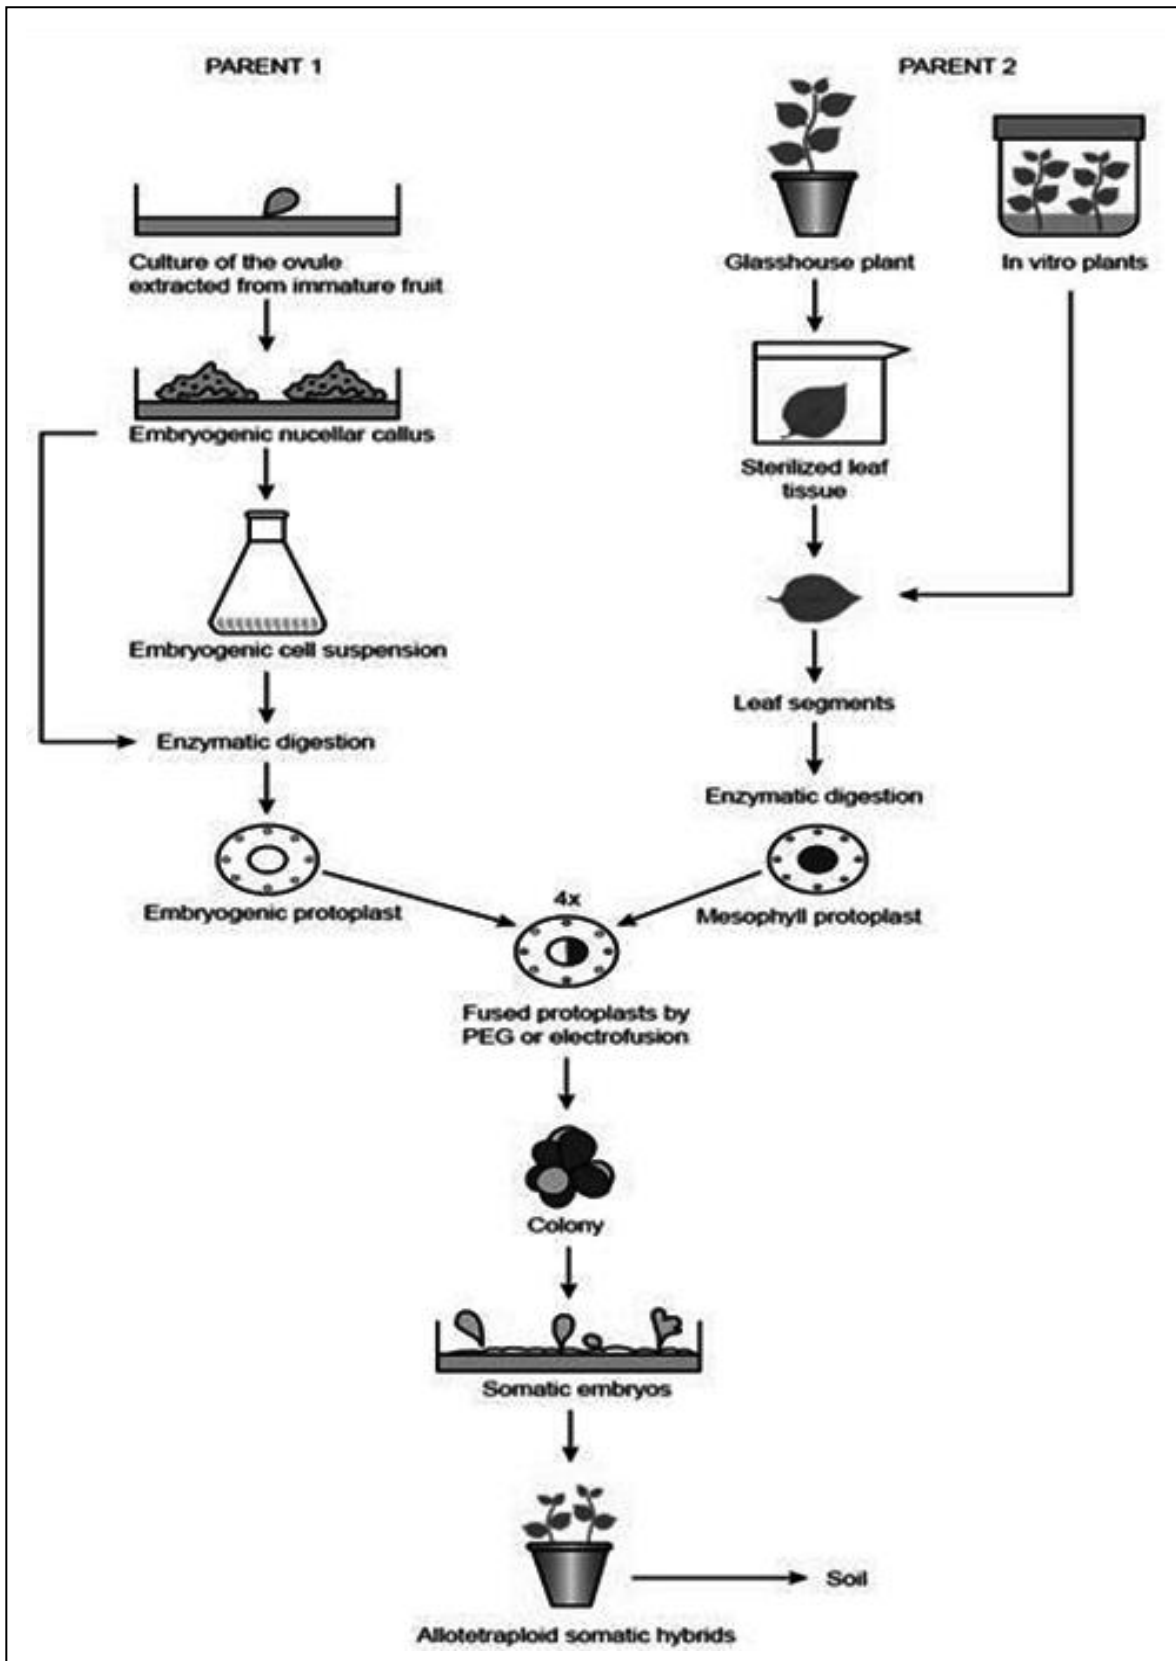 PARENT 1
PARENT 2
Culture of the ovule
extracted from immature fruit
Glasshouse plant
In vitro plants
Embryogenic nucellar callus
Sterilized leaf
tissue
Embryogenic cell suspension
Leaf segments
Enzymatic digestion
Enzymatic digestion
Embryogenic protoplast
4x
Mesophyll protoplast
Fused protoplasts by
PEG or electrofusion
Colony
Somatic embryos
Soil
Allotetraploid somatic hybrids